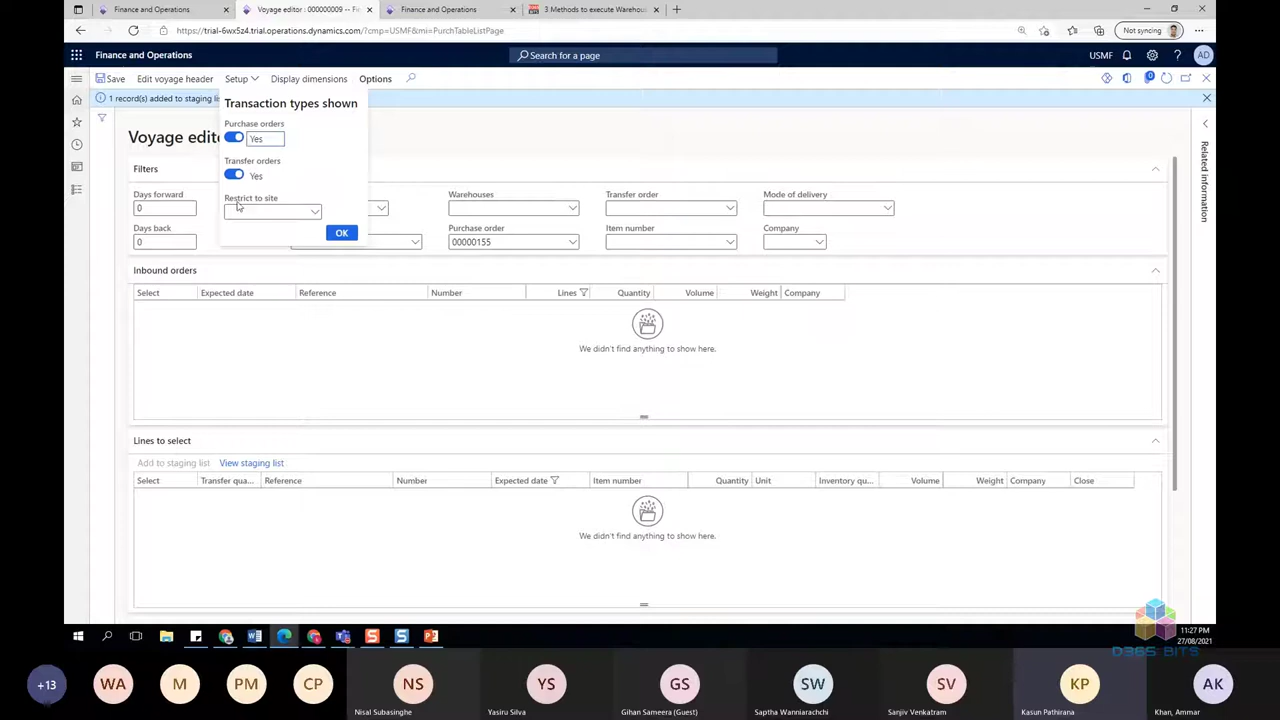 Finance and Operations
Voyage editor : 000000009 -- Fin
Finance and Operations
3 Methods to execute Warehous
https://trial-6wx5z4.trial.operations.dynamics.com/?cmp=USMF&mi=PurchTableListPage
Not syncing
Finance and Operations
Search for a page
USMF
AD
Save
Edit voyage header
Setup
Display dimensions
Options
0
1 record(s) added to staging lis
Transaction types shown
Purchase orders
Yes
Transfer orders
Yes
Restrict to site
OK
Voyage edito
Related information
Filters
Days forward
Warehouses
Transfer order
Mode of delivery
0
Days back
Purchase order
Item number
Company
0
00000155
Inbound orders
Select
Expected date
Reference
Number
Lines
Quantity
Volume
Weight
Company
We didn't find anything to show here.
Lines to select
Add to staging list
View staging list
Select
Transfer qua...
Reference
Number
Expected date
Item number
Quantity
Unit
Inventory qu...
Volume
Weight
Company
Close
We didn't find anything to show here.
11:27 PM
27/08/2021
D365 BITS
+13
WA
M
PM
CP
NS
YS
GS
SW
SV
KP
AK
Nisal Subasinghe
Yasiru Silva
Gihan Sameera (Guest)
Saptha Wanniarachchi
Sanjiv Venkatram
Kasun Pathirana
Khan, Ammar